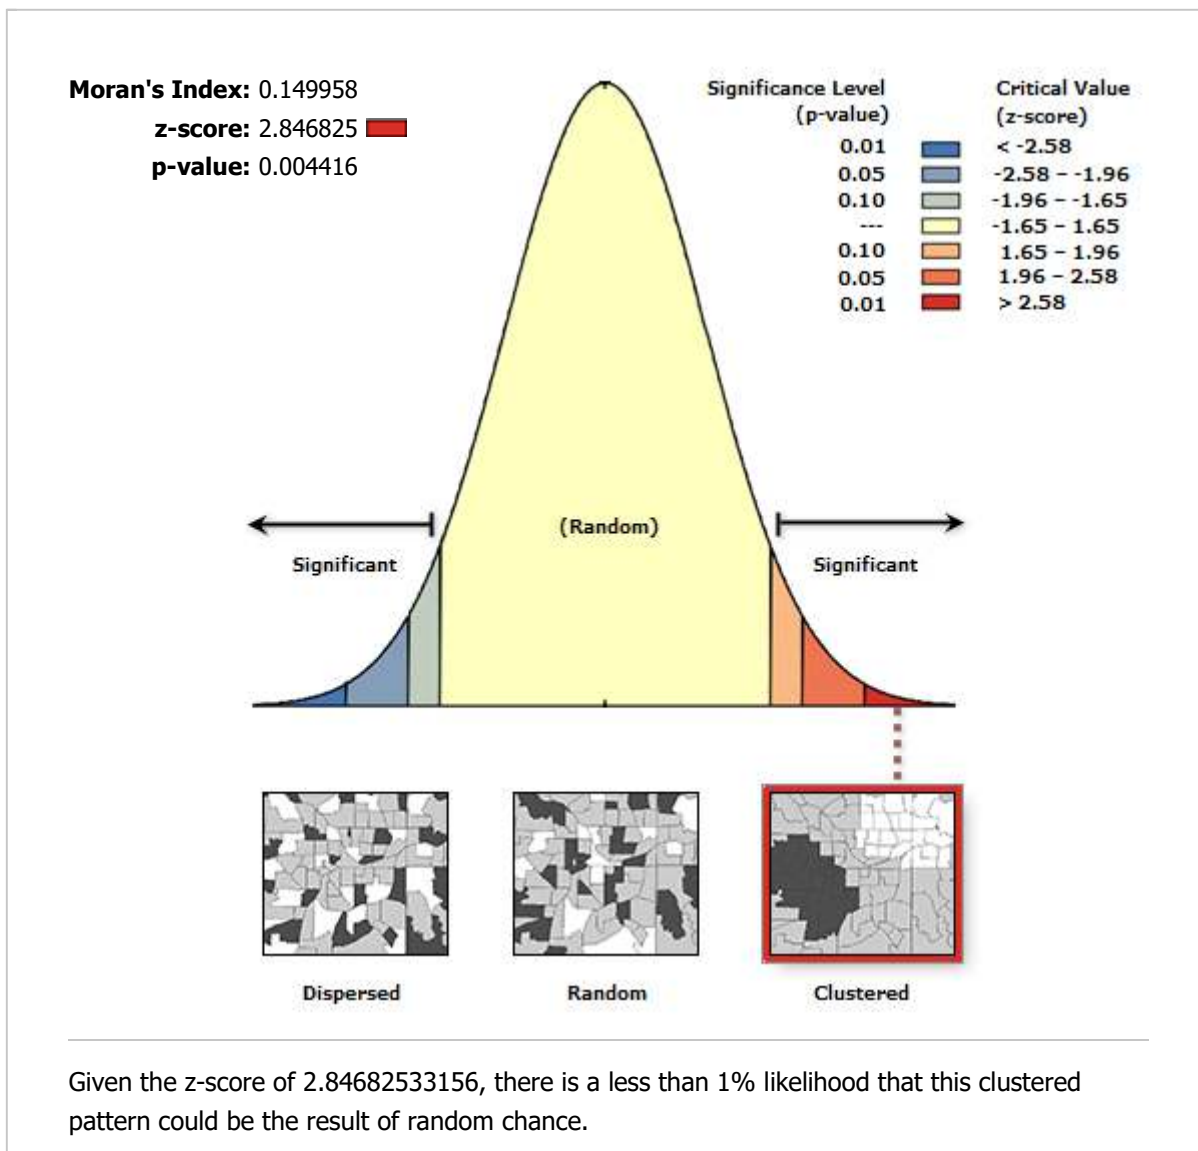 Moran's Index: 0.149958
z-score: 2.846825
p-value: 0.004416
Significance Level
(p-value)
Critical Value
(z-score)
0.01 < -2.58
0.05 -2.58 – -1.96
0.10 -1.96 – -1.65
--- -1.65 – 1.65
0.10 1.65 – 1.96
0.05 1.96 – 2.58
0.01 > 2.58
(Random)
Significant
Significant
Dispersed
Random
Clustered
Given the z-score of 2.84682533156, there is a less than 1% likelihood that this clustered
pattern could be the result of random chance.